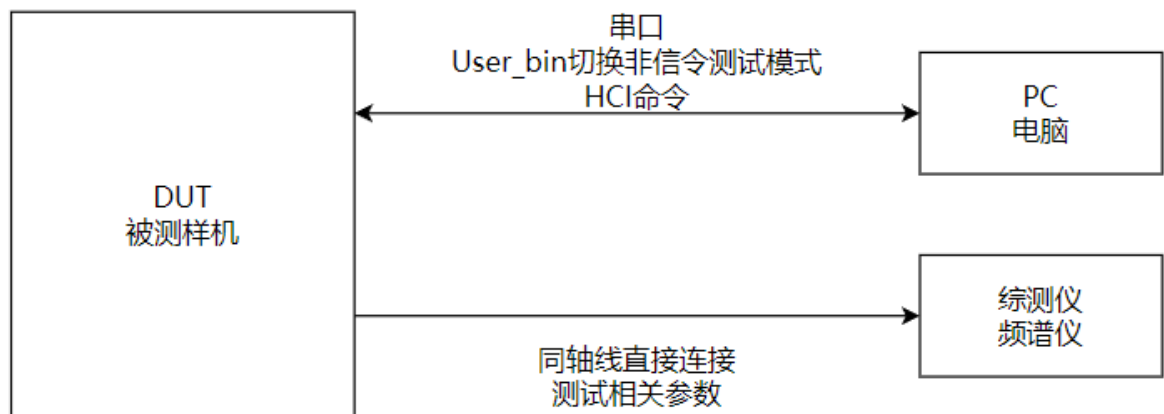 串口
User_bin切换非信令测试模式
HCI命令
PC
电脑
DUT
被测样机
综测仪
频谱仪
同轴线直接连接
测试相关参数